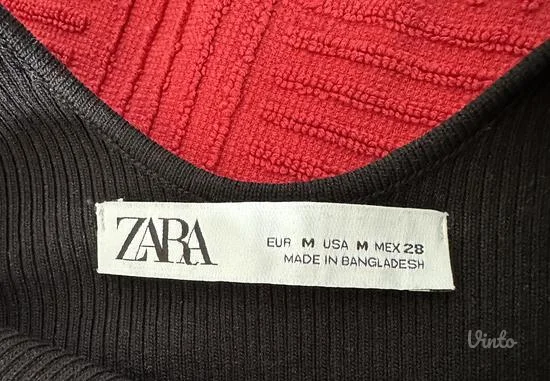 ZARA
EUR M USA M MEX 28
MADE IN BANGLADESH
Vinto